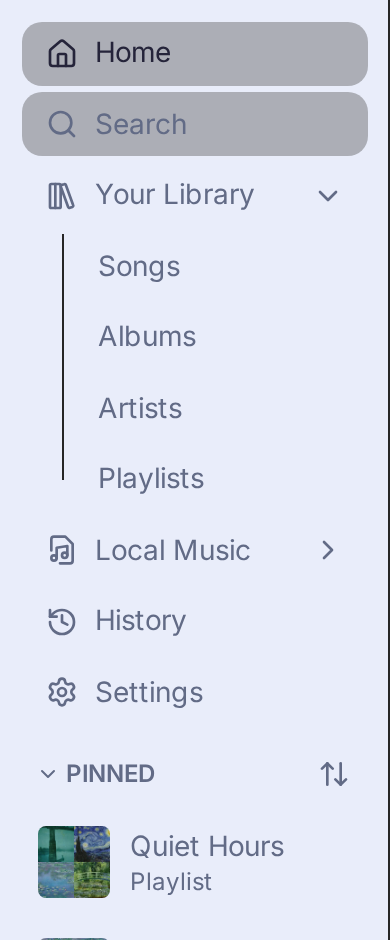 Home
Search
Your Library
Songs
Albums
Artists
Playlists
Local Music
History
Settings
PINNED
Quiet Hours
Playlist